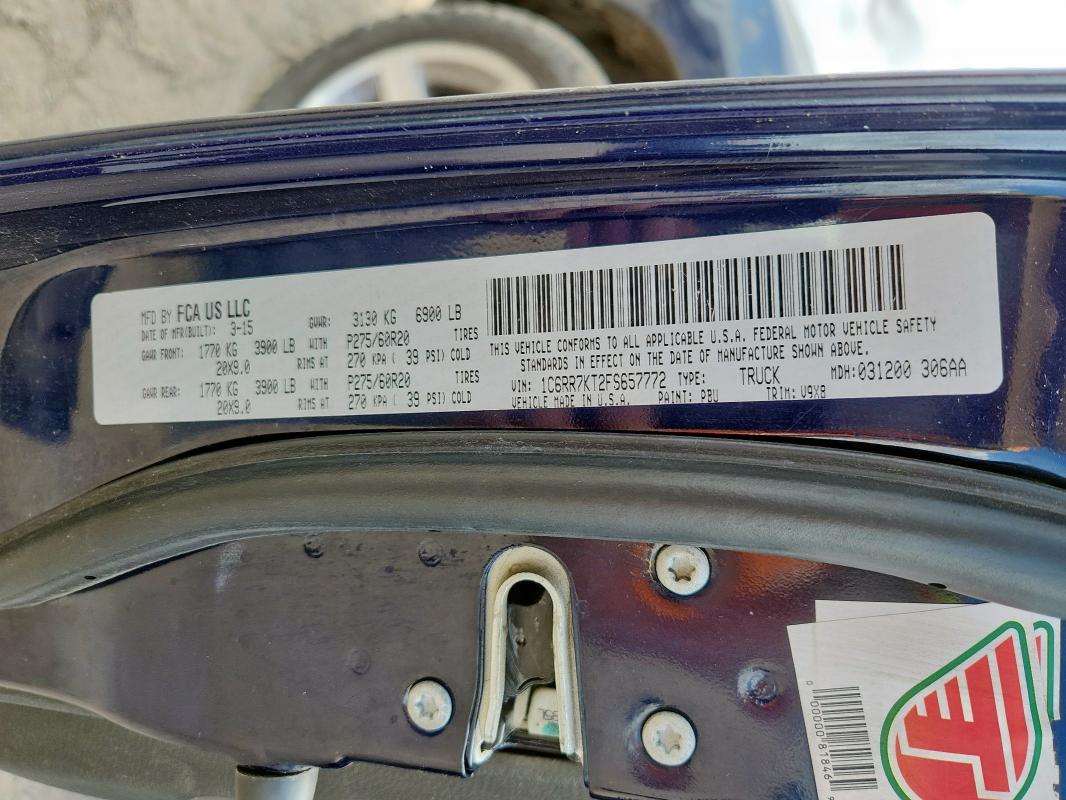 MFD BY FCA US LLC
DATE OF MFR(BUILT): 3-15 GVWR: 3130 KG 6900 LB
GAWR FRONT: 1770 KG 3900 LB WITH P275/60R20 TIRES
20X9.0 RIMS AT 270 KPA ( 39 PSI) COLD
GAWR REAR: 1770 KG 3900 LB WITH P275/60R20 TIRES
20X9.0 RIMS AT 270 KPA ( 39 PSI) COLD
THIS VEHICLE CONFORMS TO ALL APPLICABLE U.S.A. FEDERAL MOTOR VEHICLE SAFETY
STANDARDS IN EFFECT ON THE DATE OF MANUFACTURE SHOWN ABOVE.
VIN: 1C6RR7KT2FS657772 TYPE: TRUCK MDH: 031200 306AA
VEHICLE MADE IN U.S.A. PAINT: PBU TRIM: V9X8
0 00000 81846 9